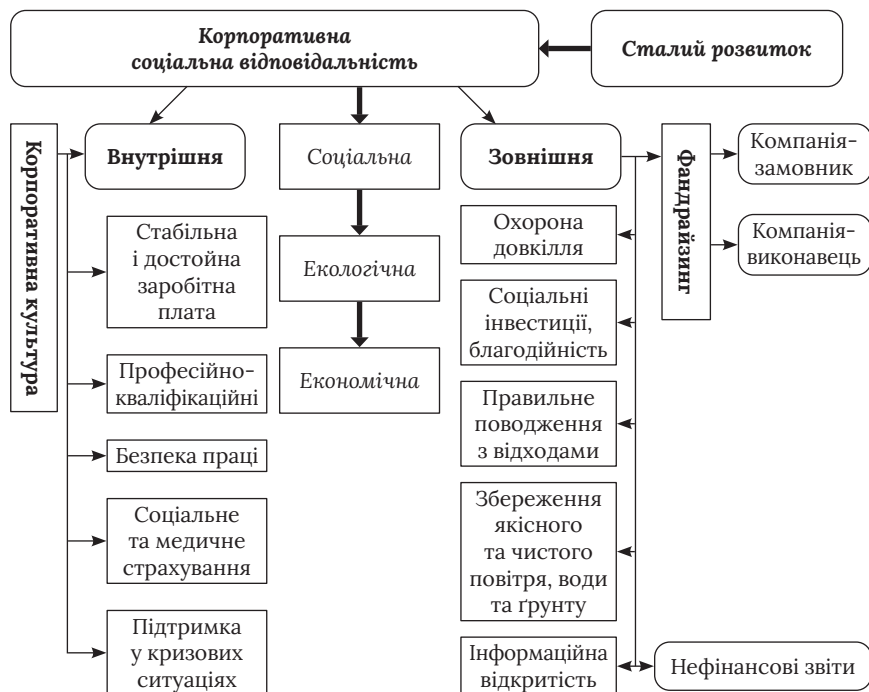 Корпоративна
соціальна відповідальність
Сталий розвиток
Корпоративна культура
Внутрішня
Соціальна
Зовнішня
Фандрайзинг
Компанія-
замовник
Компанія-
виконавець
Стабільна
і достойна
заробітна
плата
Професійно-
кваліфікаційні
Безпека праці
Соціальне
та медичне
страхування
Підтримка
у кризових
ситуаціях
Екологічна
Економічна
Охорона
довкілля
Соціальні
інвестиції,
благодійність
Правильне
поводження
з відходами
Збереження
якісного
та чистого
повітря, води
та ґрунту
Інформаційна
відкритість
Нефінансові звіти